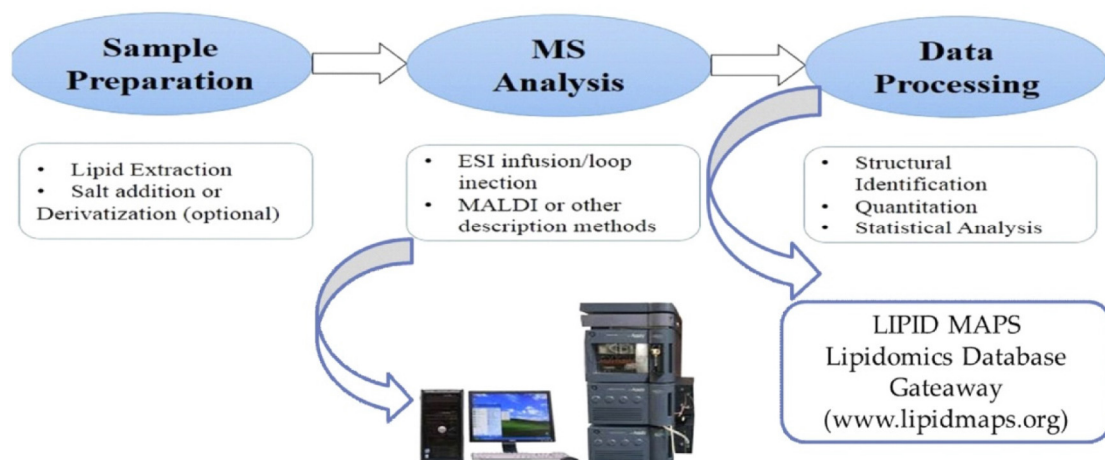 Sample
Preparation
MS
Analysis
Data
Processing
• Lipid Extraction
• Salt addition or
Derivatization (optional)
• ESI infusion/loop
inection
• MALDI or other
description methods
• Structural
Identification
• Quantitation
• Statistical Analysis
LIPID MAPS
Lipidomics Database
Gateaway
(www.lipidmaps.org)